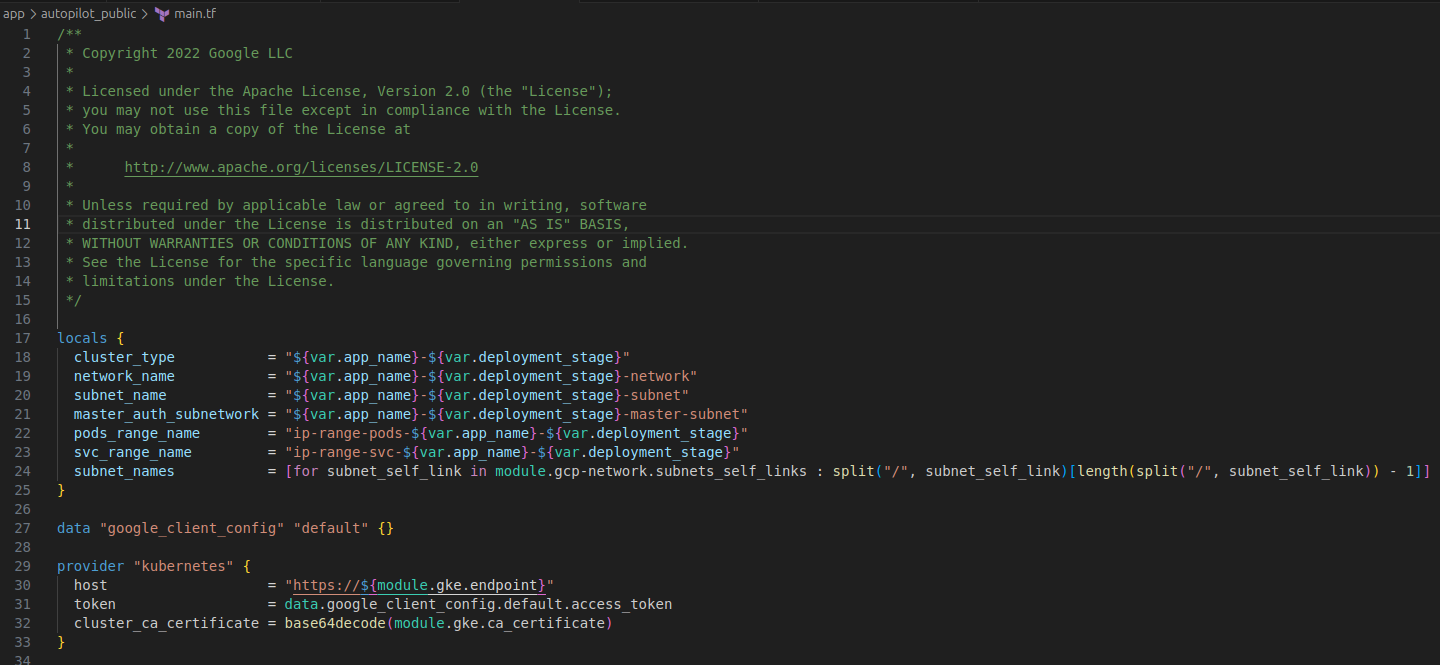 app > autopilot_public > main.tf
1 /**
2  * Copyright 2022 Google LLC
3  *
4  * Licensed under the Apache License, Version 2.0 (the "License");
5  * you may not use this file except in compliance with the License.
6  * You may obtain a copy of the License at
7  *
8  *      http://www.apache.org/licenses/LICENSE-2.0
9  *
10  * Unless required by applicable law or agreed to in writing, software
11  * distributed under the License is distributed on an "AS IS" BASIS,
12  * WITHOUT WARRANTIES OR CONDITIONS OF ANY KIND, either express or implied.
13  * See the License for the specific language governing permissions and
14  * limitations under the License.
15  */
16
17 locals {
18   cluster_type           = "${var.app_name}-${var.deployment_stage}"
19   network_name           = "${var.app_name}-${var.deployment_stage}-network"
20   subnet_name            = "${var.app_name}-${var.deployment_stage}-subnet"
21   master_auth_subnetwork = "${var.app_name}-${var.deployment_stage}-master-subnet"
22   pods_range_name        = "ip-range-pods-${var.app_name}-${var.deployment_stage}"
23   svc_range_name         = "ip-range-svc-${var.app_name}-${var.deployment_stage}"
24   subnet_names           = [for subnet_self_link in module.gcp-network.subnets_self_links : split("/", subnet_self_link)[length(split("/", subnet_self_link)) - 1]]
25 }
26
27 data "google_client_config" "default" {}
28
29 provider "kubernetes" {
30   host                   = "https://${module.gke.endpoint}"
31   token                  = data.google_client_config.default.access_token
32   cluster_ca_certificate = base64decode(module.gke.ca_certificate)
33 }
34